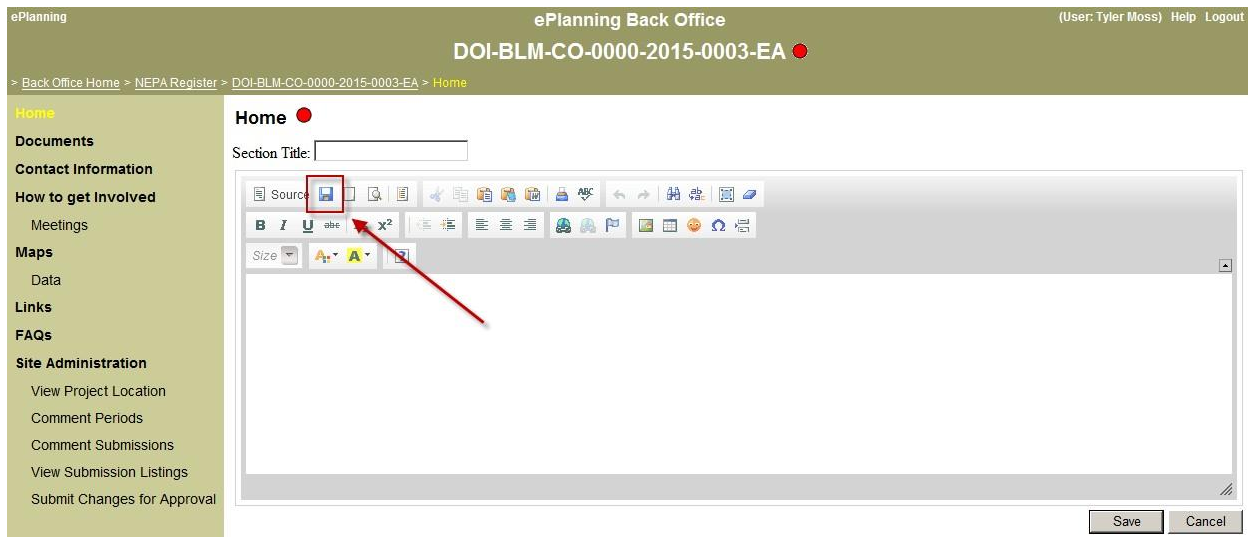 ePlanning ePlanning Back Office (User: Tyler Moss) Help Logout
DOI-BLM-CO-0000-2015-0003-EA
> Back Office Home > NEPA Register > DOI-BLM-CO-0000-2015-0003-EA > Home
Home
Documents
Contact Information
How to get Involved
Meetings
Maps
Data
Links
FAQs
Site Administration
View Project Location
Comment Periods
Comment Submissions
View Submission Listings
Submit Changes for Approval
Home
Section Title:
Source ABC
B I U abc x²
Size A A ?
Save Cancel